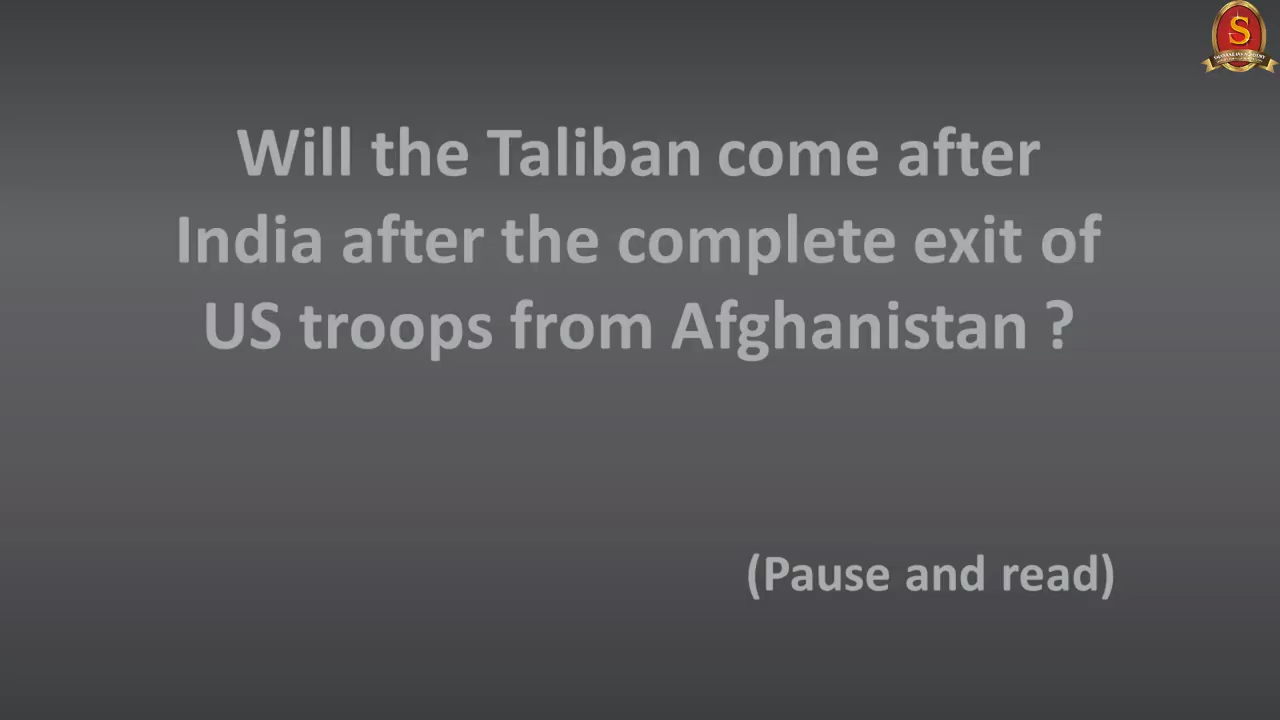 S
Will the Taliban come after
India after the complete exit of
US troops from Afghanistan ?
(Pause and read)